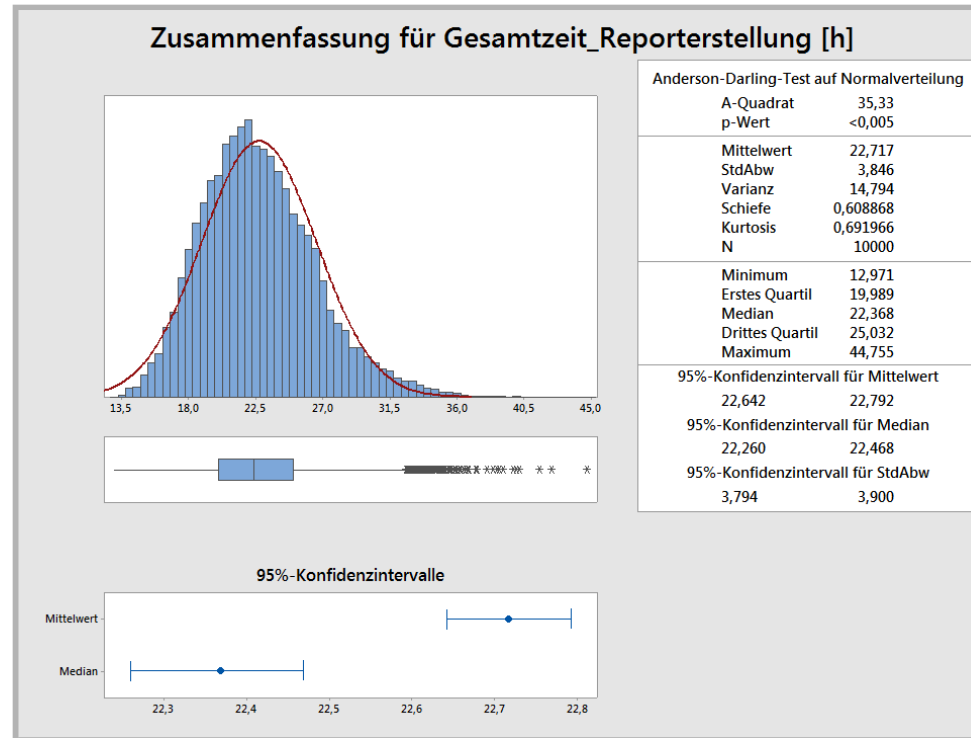 Zusammenfassung für Gesamtzeit_Reporterstellung [h]
Anderson-Darling-Test auf Normalverteilung
A-Quadrat 35,33
p-Wert <0,005
Mittelwert 22,717
StdAbw 3,846
Varianz 14,794
Schiefe 0,608868
Kurtosis 0,691966
N 10000
Minimum 12,971
Erstes Quartil 19,989
Median 22,368
Drittes Quartil 25,032
Maximum 44,755
95%-Konfidenzintervall für Mittelwert
22,642 22,792
95%-Konfidenzintervall für Median
22,260 22,468
95%-Konfidenzintervall für StdAbw
3,794 3,900
13,5 18,0 22,5 27,0 31,5 36,0 40,5 45,0
95%-Konfidenzintervalle
Mittelwert
Median
22,3 22,4 22,5 22,6 22,7 22,8